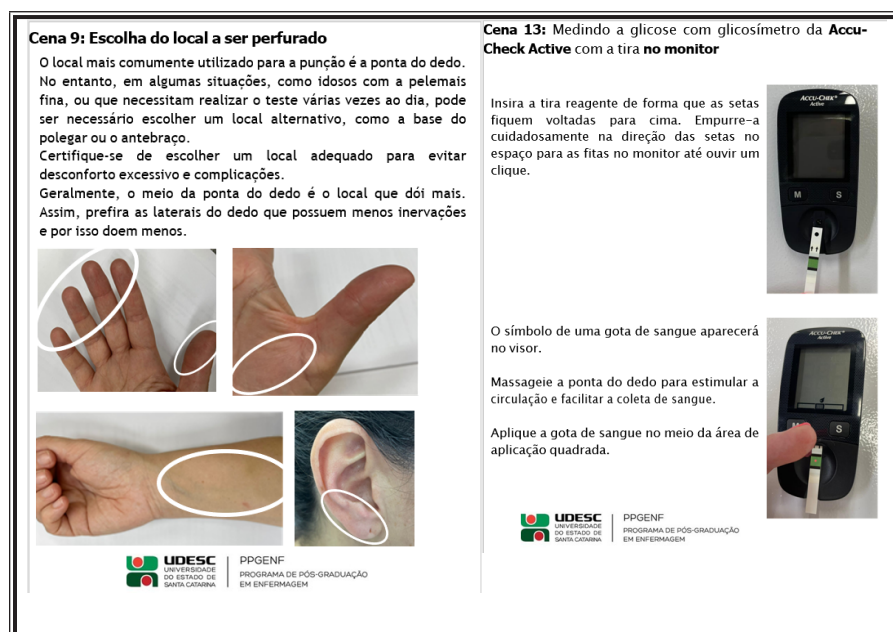 Cena 9: Escolha do local a ser perfurado
O local mais comumente utilizado para a punção é a ponta do dedo.
No entanto, em algumas situações, como idosos com a pelemais
fina, ou que necessitam realizar o teste várias vezes ao dia, pode
ser necessário escolher um local alternativo, como a base do
polegar ou o antebraço.
Certifique-se de escolher um local adequado para evitar
desconforto excessivo e complicações.
Geralmente, o meio da ponta do dedo é o local que dói mais.
Assim, prefira as laterais do dedo que possuem menos inervações
e por isso doem menos.
UDESC
UNIVERSIDADE
DO ESTADO DE
SANTA CATARINA
PPGENF
PROGRAMA DE PÓS-GRADUAÇÃO
EM ENFERMAGEM
Cena 13: Medindo a glicose com glicosímetro da Accu-
Check Active com a tira no monitor
Insira a tira reagente de forma que as setas
fiquem voltadas para cima. Empurre-a
cuidadosamente na direção das setas no
espaço para as fitas no monitor até ouvir um
clique.
ACCU-CHEK®
Active
M
S
O símbolo de uma gota de sangue aparecerá
no visor.
Massageie a ponta do dedo para estimular a
circulação e facilitar a coleta de sangue.
Aplique a gota de sangue no meio da área de
aplicação quadrada.
ACCU-CHEK®
Active
M
S
UDESC
UNIVERSIDADE
DO ESTADO DE
SANTA CATARINA
PPGENF
PROGRAMA DE PÓS-GRADUAÇÃO
EM ENFERMAGEM